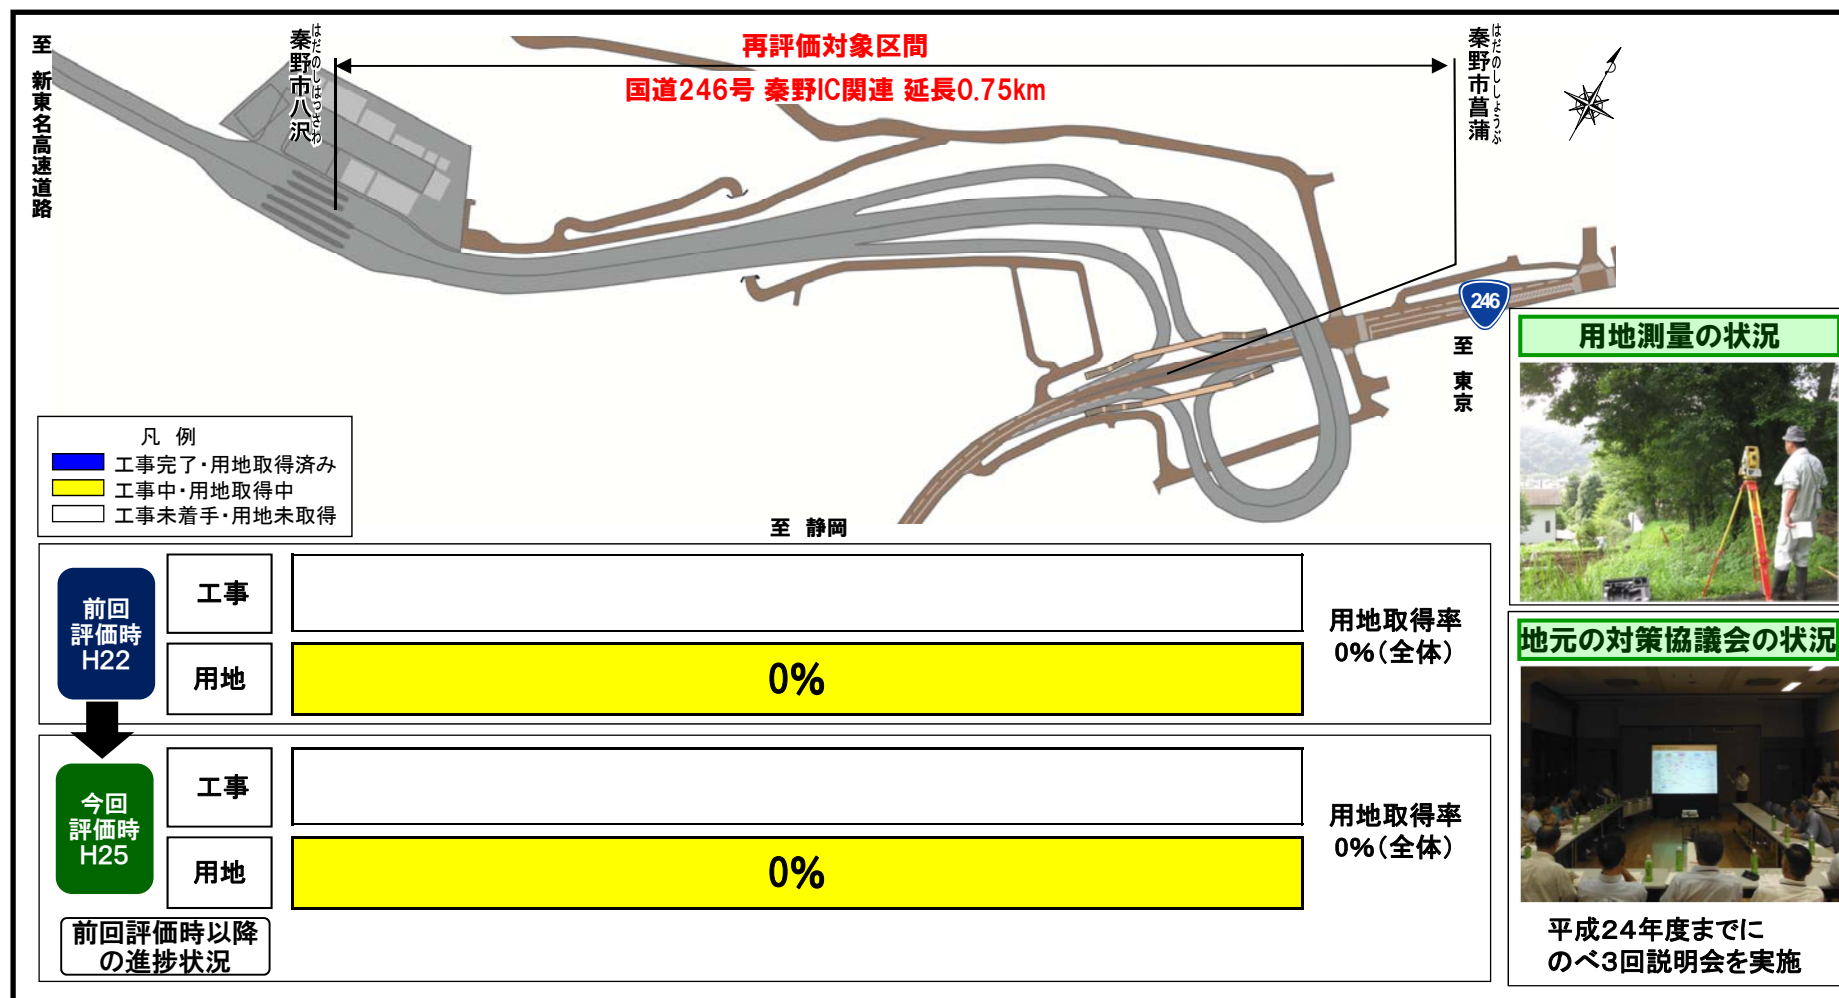 至 新東名高速道路
秦野市八沢
はだのしはっさわ
再評価対象区間
国道246号 秦野IC関連 延長0.75km
秦野市菖蒲
はだのししょうぶ
246
至 東京
至 静岡
凡 例
工事完了・用地取得済み
工事中・用地取得中
工事未着手・用地未取得
前回
評価時
H22
工事
用地
0%
用地取得率
0%(全体)
今回
評価時
H25
工事
用地
0%
用地取得率
0%(全体)
前回評価時以降
の進捗状況
用地測量の状況
地元の対策協議会の状況
平成24年度までに
のべ3回説明会を実施